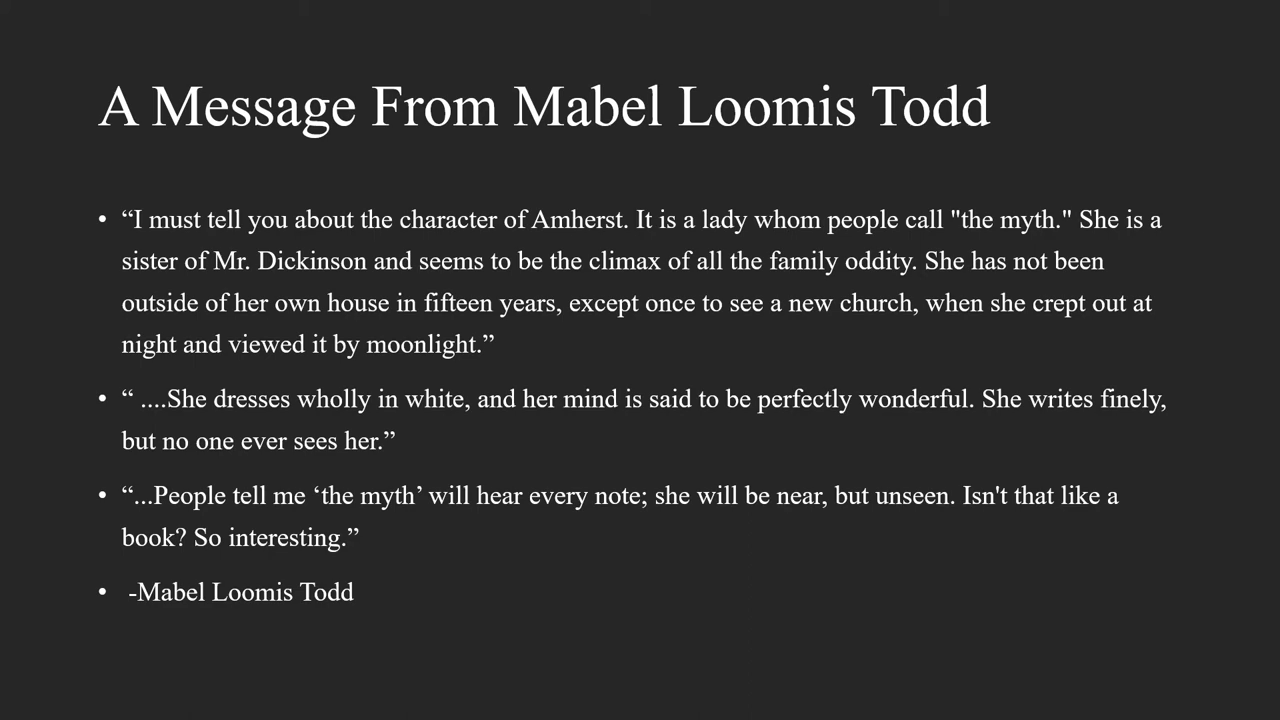 A Message From Mabel Loomis Todd
• “I must tell you about the character of Amherst. It is a lady whom people call "the myth." She is a
sister of Mr. Dickinson and seems to be the climax of all the family oddity. She has not been
outside of her own house in fifteen years, except once to see a new church, when she crept out at
night and viewed it by moonlight.”
• “ ....She dresses wholly in white, and her mind is said to be perfectly wonderful. She writes finely,
but no one ever sees her.”
• “...People tell me ‘the myth’ will hear every note; she will be near, but unseen. Isn't that like a
book? So interesting.”
• -Mabel Loomis Todd